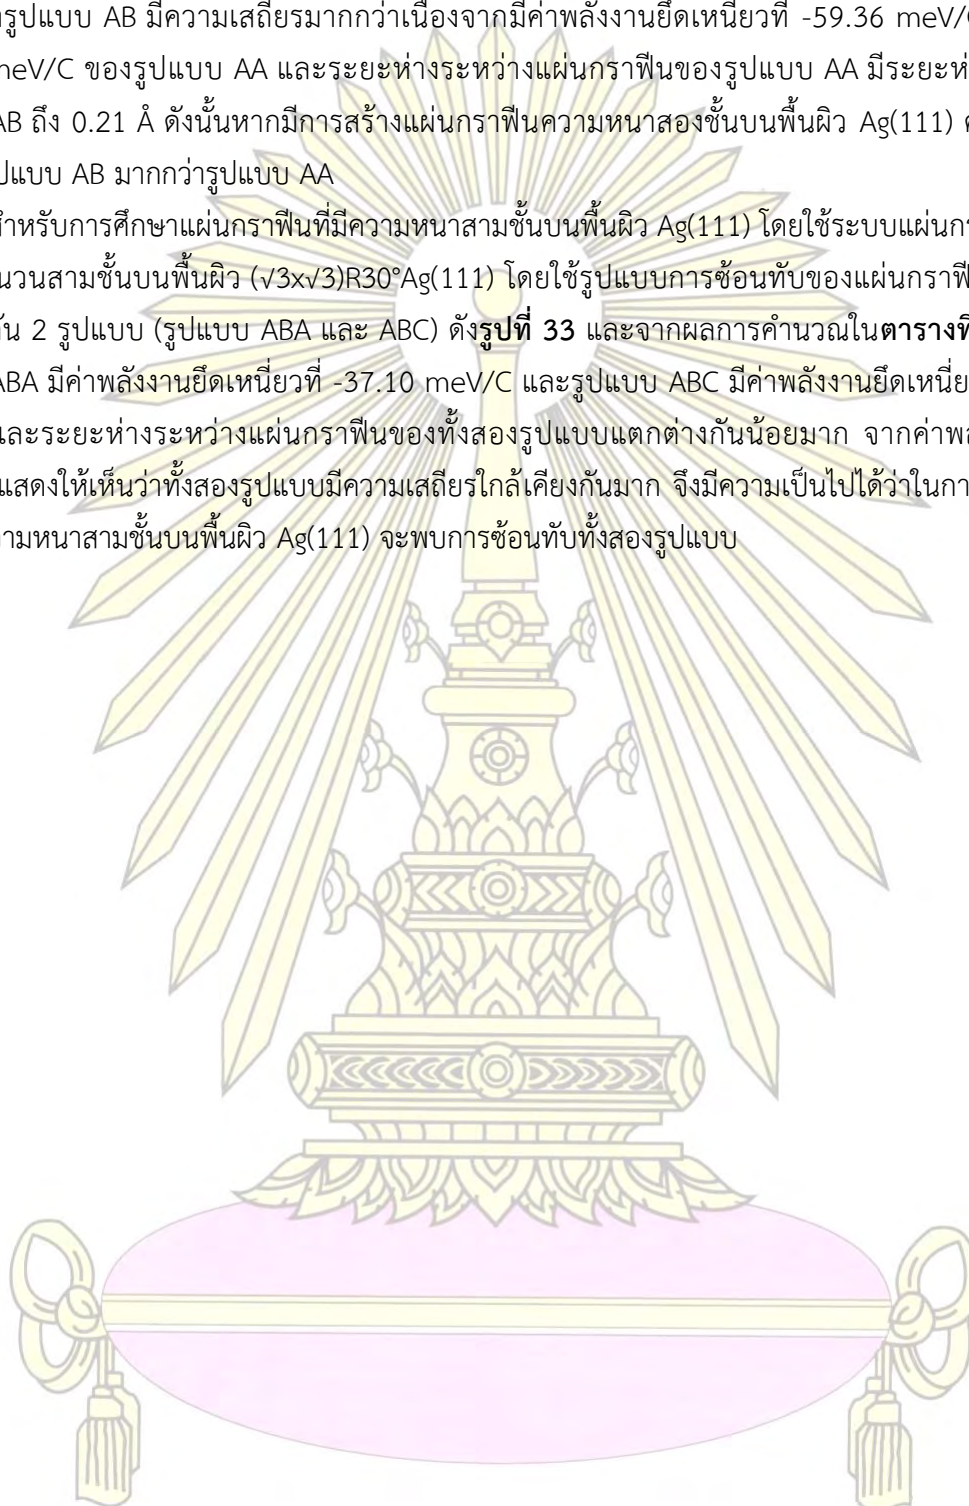 รูปแบบ AB มีความเสถียรมากกว่าเนื่องจากมีค่าพลังงานยึดเหนี่ยวที่ -59.36 meV/C
meV/C ของรูปแบบ AA และระยะห่างระหว่างแผ่นกราฟีนของรูปแบบ AA มีระยะห่
AB ถึง 0.21 Å ดังนั้นหากมีการสร้างแผ่นกราฟีนความหนาสองชั้นบนพื้นผิว Ag(111)
ปแบบ AB มากกว่ารูปแบบ AA
สำหรับการศึกษาแผ่นกราฟีนที่มีความหนาสามชั้นบนพื้นผิว Ag(111) โดยใช้ระบบแผ่นกร
นวนสามชั้นบนพื้นผิว (√3x√3)R30°Ag(111) โดยใช้รูปแบบการซ้อนทับของแผ่นกราฟี
กัน 2 รูปแบบ (รูปแบบ ABA และ ABC) ดังรูปที่ 33 และจากผลการคำนวณในตารางที่
ABA มีค่าพลังงานยึดเหนี่ยวที่ -37.10 meV/C และรูปแบบ ABC มีค่าพลังงานยึดเหนี่ย
และระยะห่างระหว่างแผ่นกราฟีนของทั้งสองรูปแบบแตกต่างกันน้อยมาก จากค่าพล
แสดงให้เห็นว่าทั้งสองรูปแบบมีความเสถียรใกล้เคียงกันมาก จึงมีความเป็นไปได้ว่าในกา
วามหนาสามชั้นบนพื้นผิว Ag(111) จะพบการซ้อนทับทั้งสองรูปแบบ